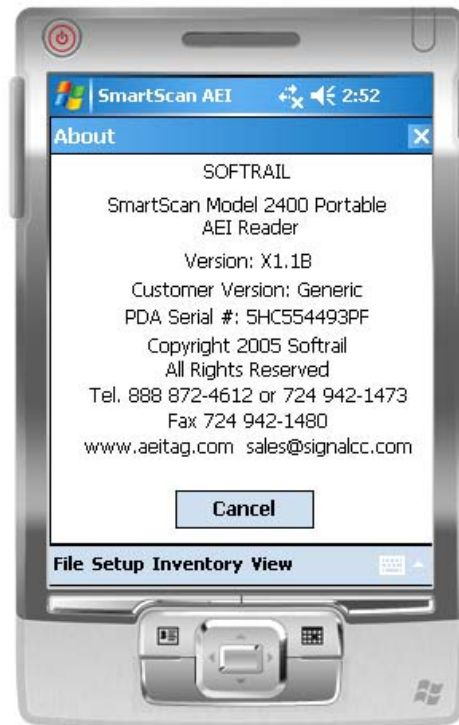 SmartScan AEI 2:52
About
SOFTRAIL
SmartScan Model 2400 Portable
AEI Reader
Version: X1.1B
Customer Version: Generic
PDA Serial #: 5HC554493PF
Copyright 2005 Softrail
All Rights Reserved
Tel. 888 872-4612 or 724 942-1473
Fax 724 942-1480
www.aeitag.com sales@signalcc.com
Cancel
File Setup Inventory View